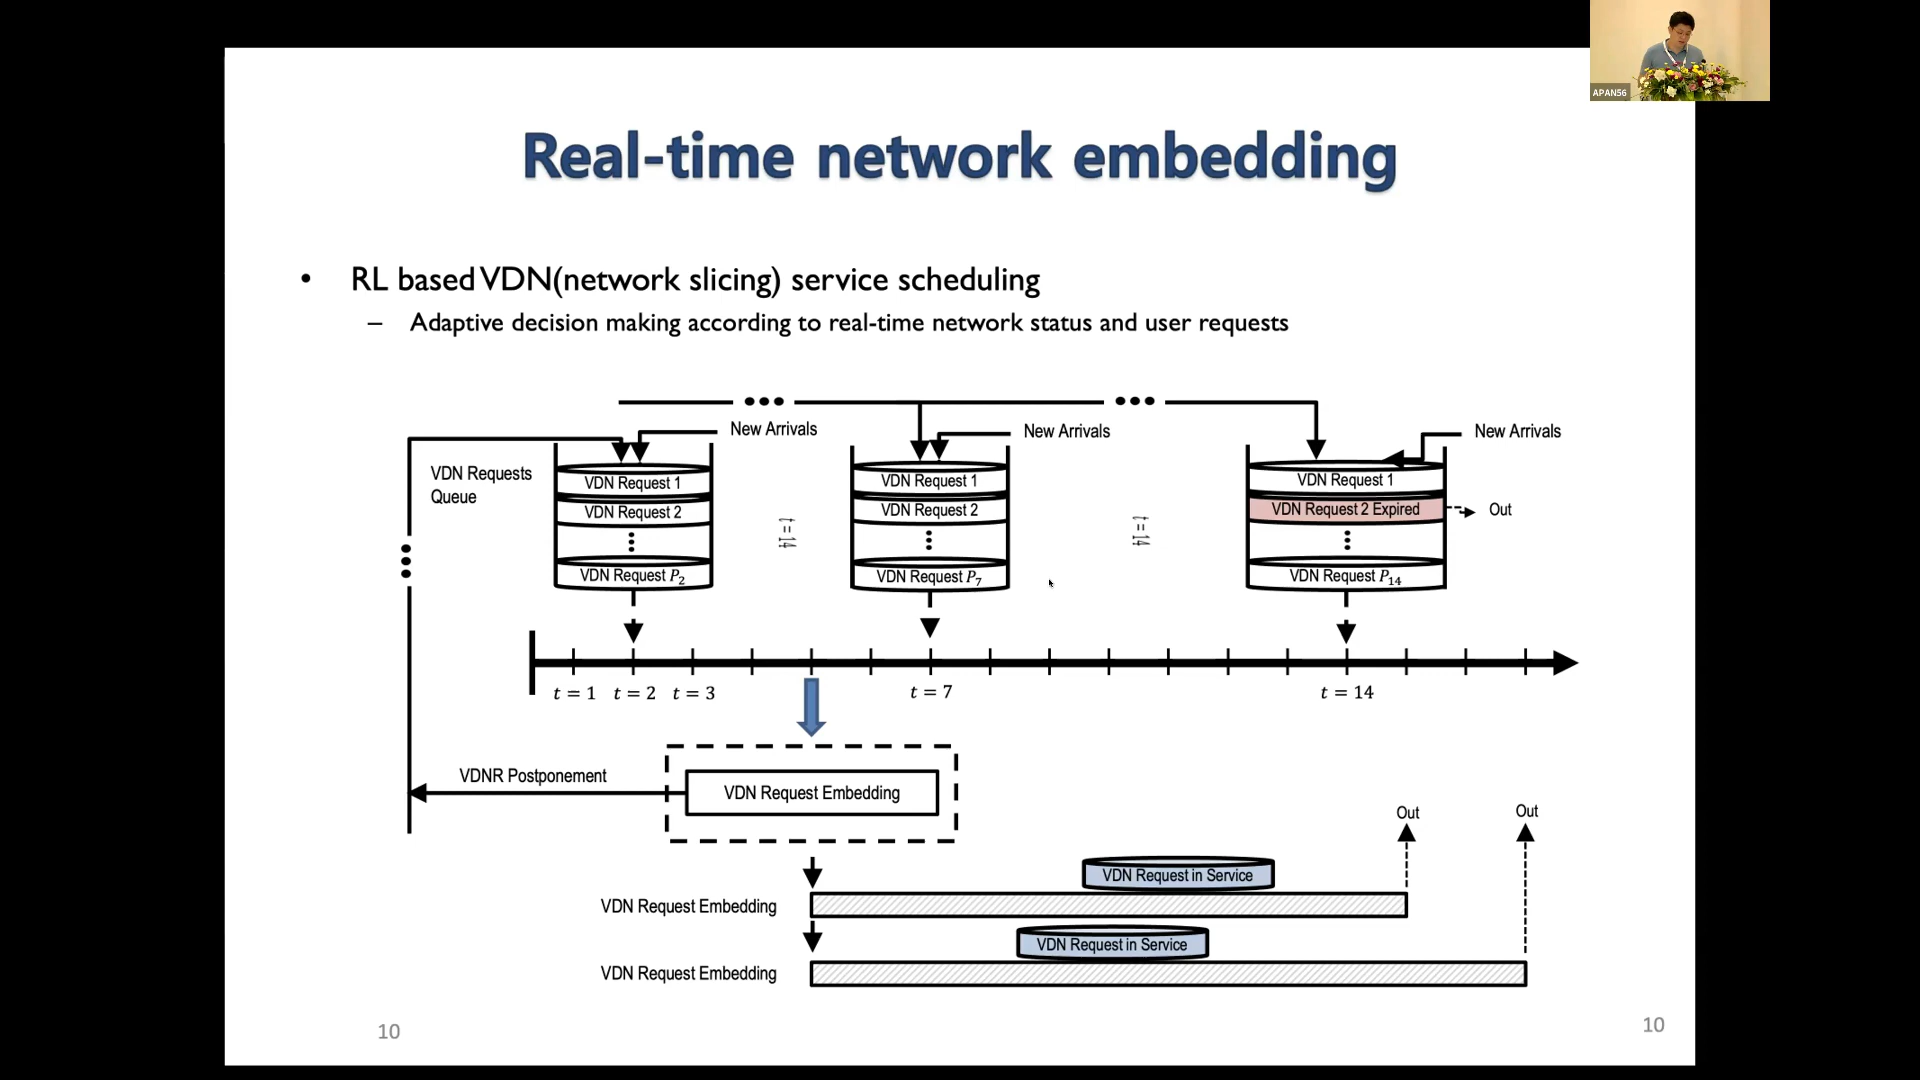 APAN56
Real-time network embedding
• RL based VDN(network slicing) service scheduling
– Adaptive decision making according to real-time network status and user requests
New Arrivals
New Arrivals
New Arrivals
VDN Requests
Queue
VDN Request 1
VDN Request 2
VDN Request P₂
t = 14
VDN Request 1
VDN Request 2
VDN Request P₇
t = 14
VDN Request 1
VDN Request 2 Expired
VDN Request P₁₄
Out
t = 1
t = 2
t = 3
t = 7
t = 14
VDNR Postponement
VDN Request Embedding
Out
Out
VDN Request in Service
VDN Request Embedding
VDN Request in Service
VDN Request Embedding
10
10